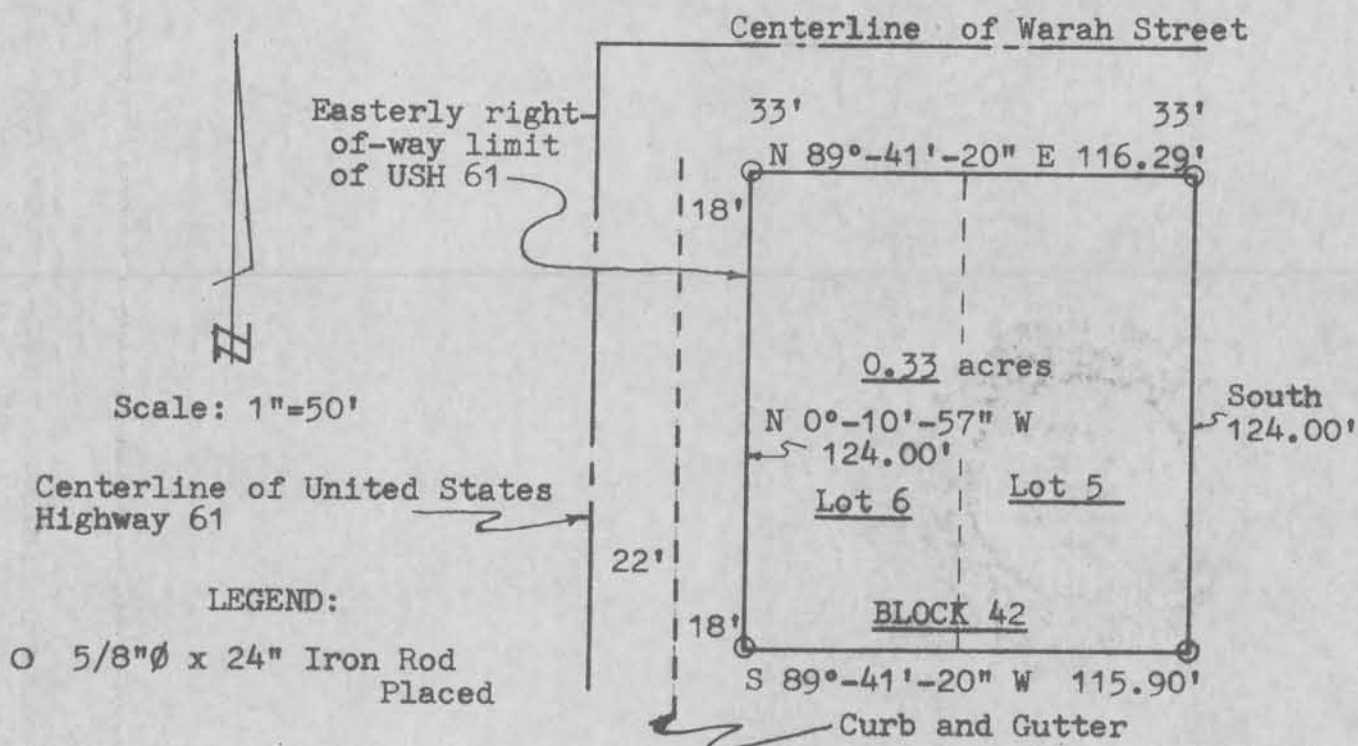 Centerline of Warah Street
Easterly right-
of-way limit
of USH 61
33' 33'
N 89°-41'-20" E 116.29'
18'
Scale: 1"=50'
0.33 acres
N 0°-10'-57" W
124.00'
South
124.00'
Centerline of United States
Highway 61
Lot 6
Lot 5
22'
LEGEND:
O 5/8"Ø x 24" Iron Rod
Placed
18'
BLOCK 42
S 89°-41'-20" W 115.90'
Curb and Gutter